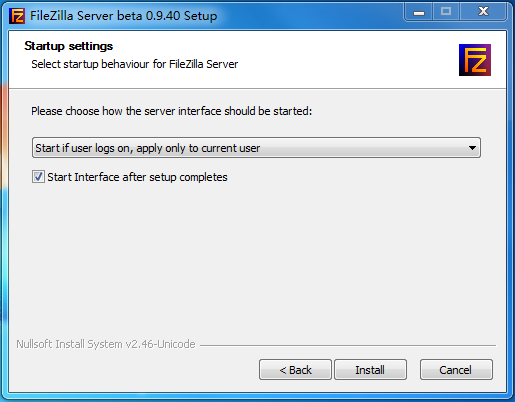 FileZilla Server beta 0.9.40 Setup
Startup settings
Select startup behaviour for FileZilla Server
Fz
Please choose how the server interface should be started:
Start if user logs on, apply only to current user
Start Interface after setup completes
Nullsoft Install System v2.46-Unicode
< Back Install Cancel